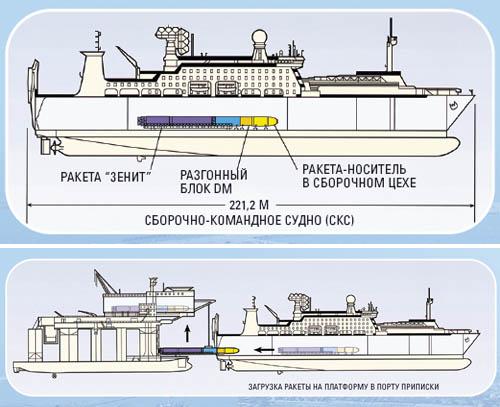 РАКЕТА "ЗЕНИТ"
РАЗГОННЫЙ
БЛОК DM
РАКЕТА-НОСИТЕЛЬ
В СБОРОЧНОМ ЦЕХЕ
221,2 М
СБОРОЧНО-КОМАНДНОЕ СУДНО (СКС)
ЗАГРУЗКА РАКЕТЫ НА ПЛАТФОРМУ В ПОРТУ ПРИПИСКИ